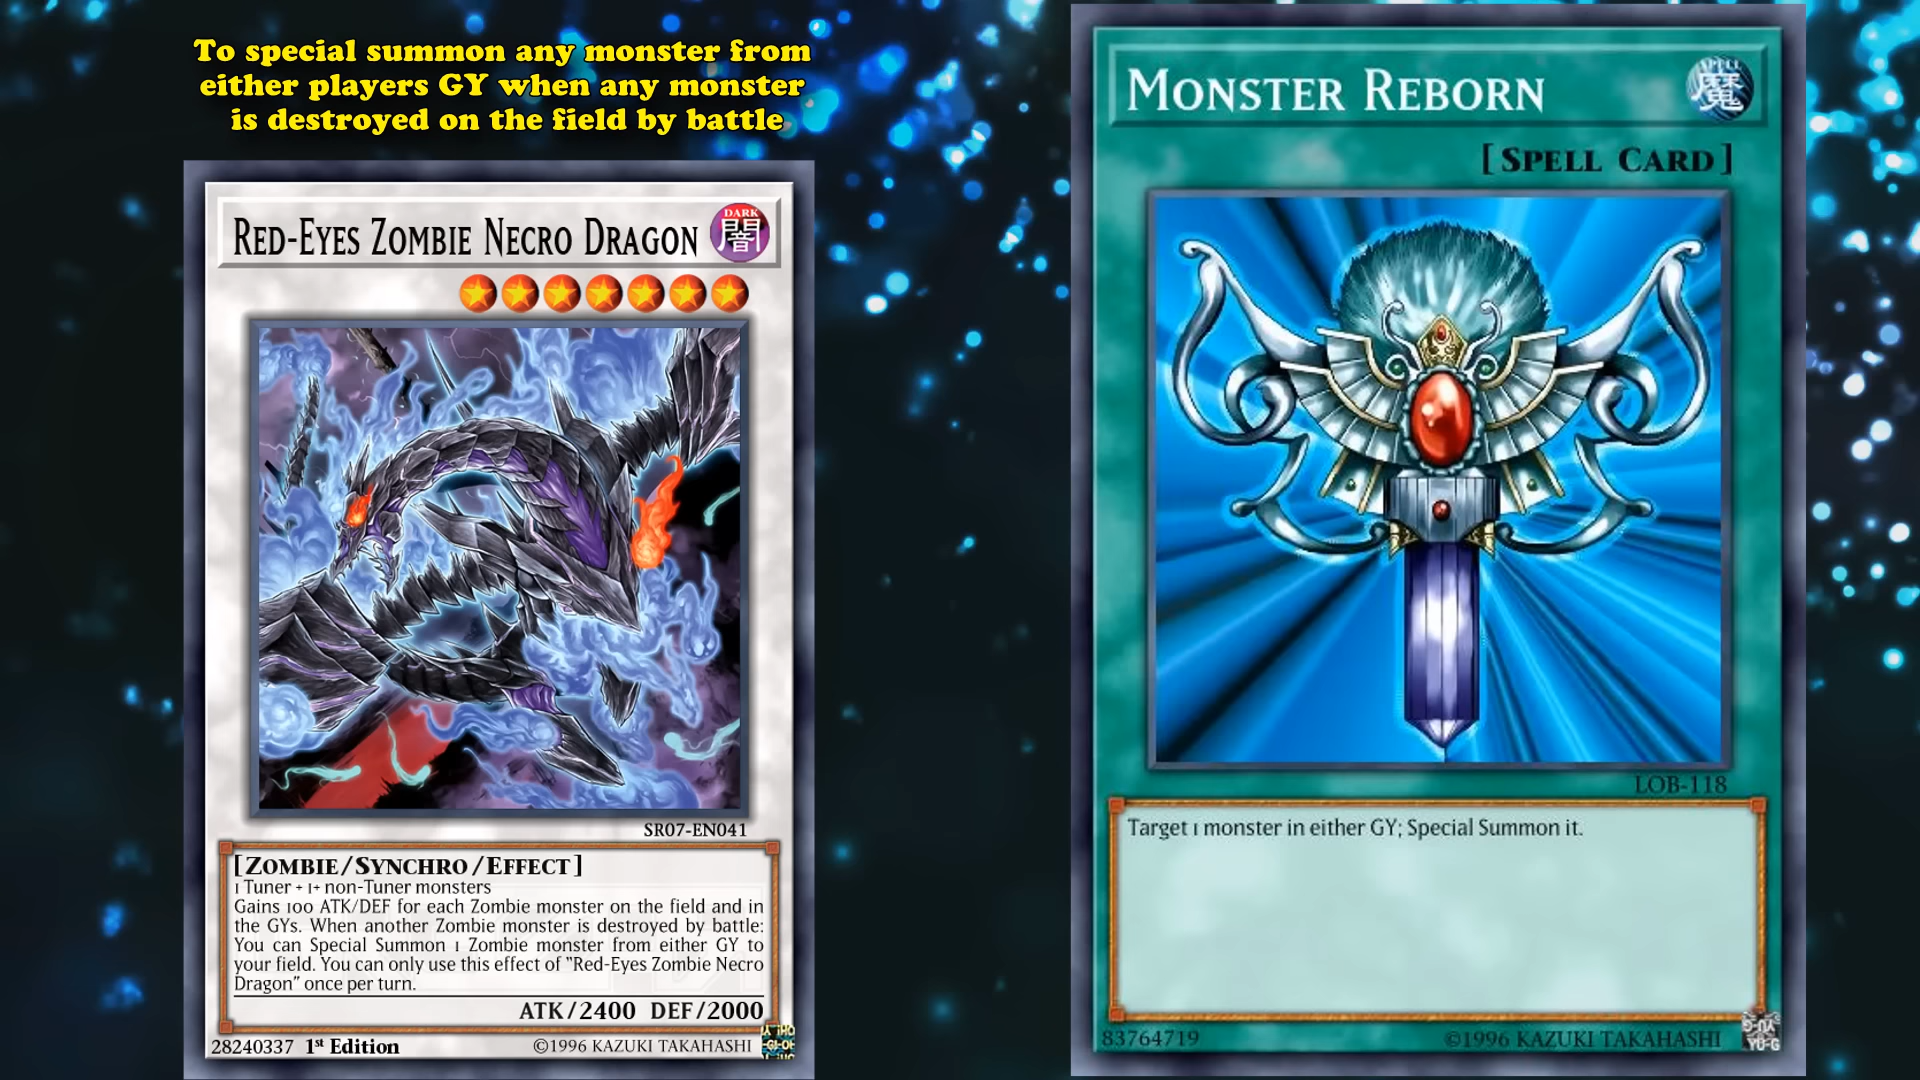 To special summon any monster from
either players GY when any monster
is destroyed on the field by battle
RED-EYES ZOMBIE NECRO DRAGON
DARK
闇
SR07-EN041
[ZOMBIE/SYNCHRO/EFFECT]
1 Tuner + 1+ non-Tuner monsters
Gains 100 ATK/DEF for each Zombie monster on the field and in
the GYs. When another Zombie monster is destroyed by battle:
You can Special Summon 1 Zombie monster from either GY to
your field. You can only use this effect of "Red-Eyes Zombie Necro
Dragon" once per turn.
ATK/2400 DEF/2000
28240337 1st Edition ©1996 KAZUKI TAKAHASHI
MONSTER REBORN
SPELL
魔
[SPELL CARD]
LOB-118
Target 1 monster in either GY; Special Summon it.
83764719 ©1996 KAZUKI TAKAHASHI